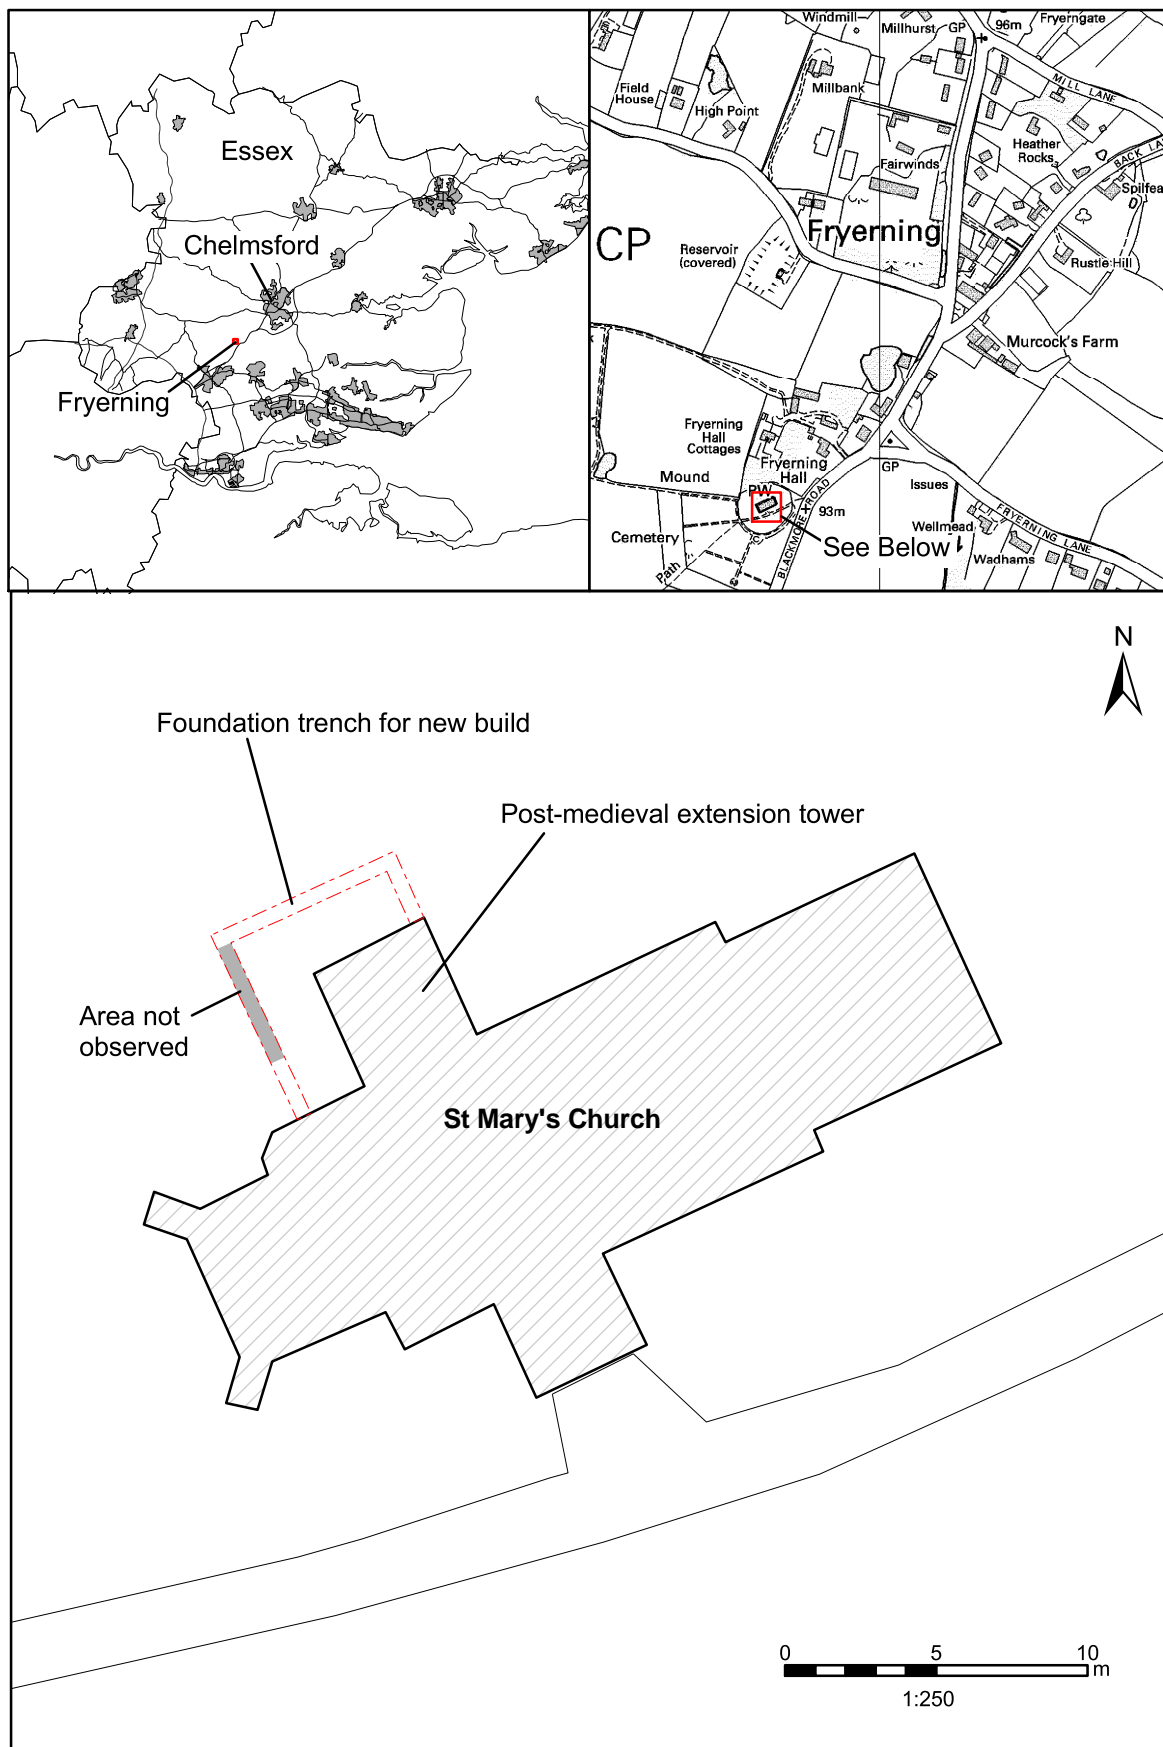 Essex
Chelmsford
Fryerning
Windmill
Millhurst
GP
96m
Fryerngate
Field
House
High Point
Millbank
MILL LANE
Heather
Rocks
BACK LA
Fairwinds
Spilfea
CP
Reservoir
(covered)
Fryerning
Rustle Hill
Murcock's Farm
Fryerning
Hall
Cottages
Fryerning
Hall
Mound
PW
GP
Issues
93m
BLACKMORE ROAD
Wellmead
FRYERNING LANE
Cemetery
See Below
Wadhams
Path
N
Foundation trench for new build
Post-medieval extension tower
Area not
observed
St Mary's Church
0 5 10
m
1:250